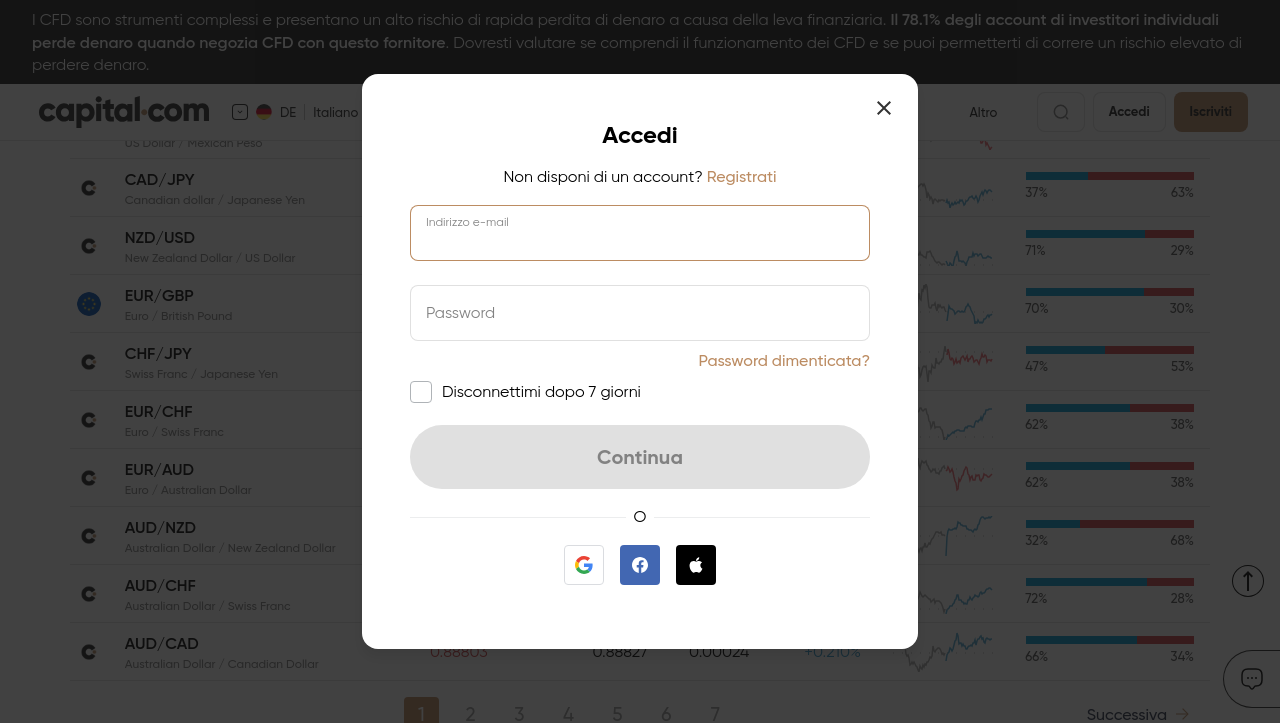 I CFD sono strumenti complessi e presentano un alto rischio di rapida perdita di denaro a causa della leva finanziaria. Il 78.1% degli account di investitori individuali
perde denaro quando negozia CFD con questo fornitore. Dovresti valutare se comprendi il funzionamento dei CFD e se puoi permetterti di correre un rischio elevato di
perdere denaro.
capital.com DE Italiano Altro Accedi Iscriviti
US Dollar / Mexican Peso
CAD/JPY
Canadian dollar / Japanese Yen
37% 63%
NZD/USD
New Zealand Dollar / US Dollar
71% 29%
EUR/GBP
Euro / British Pound
70% 30%
CHF/JPY
Swiss Franc / Japanese Yen
47% 53%
EUR/CHF
Euro / Swiss Franc
62% 38%
EUR/AUD
Euro / Australian Dollar
62% 38%
AUD/NZD
Australian Dollar / New Zealand Dollar
32% 68%
AUD/CHF
Australian Dollar / Swiss Franc
72% 28%
AUD/CAD
Australian Dollar / Canadian Dollar
0.88803 0.88827 0.00024 +0.210%
66% 34%
1 2 3 4 5 6 7 Successiva
Accedi
Non disponi di un account? Registrati
Indirizzo e-mail
Password
Password dimenticata?
Disconnettimi dopo 7 giorni
Continua
O